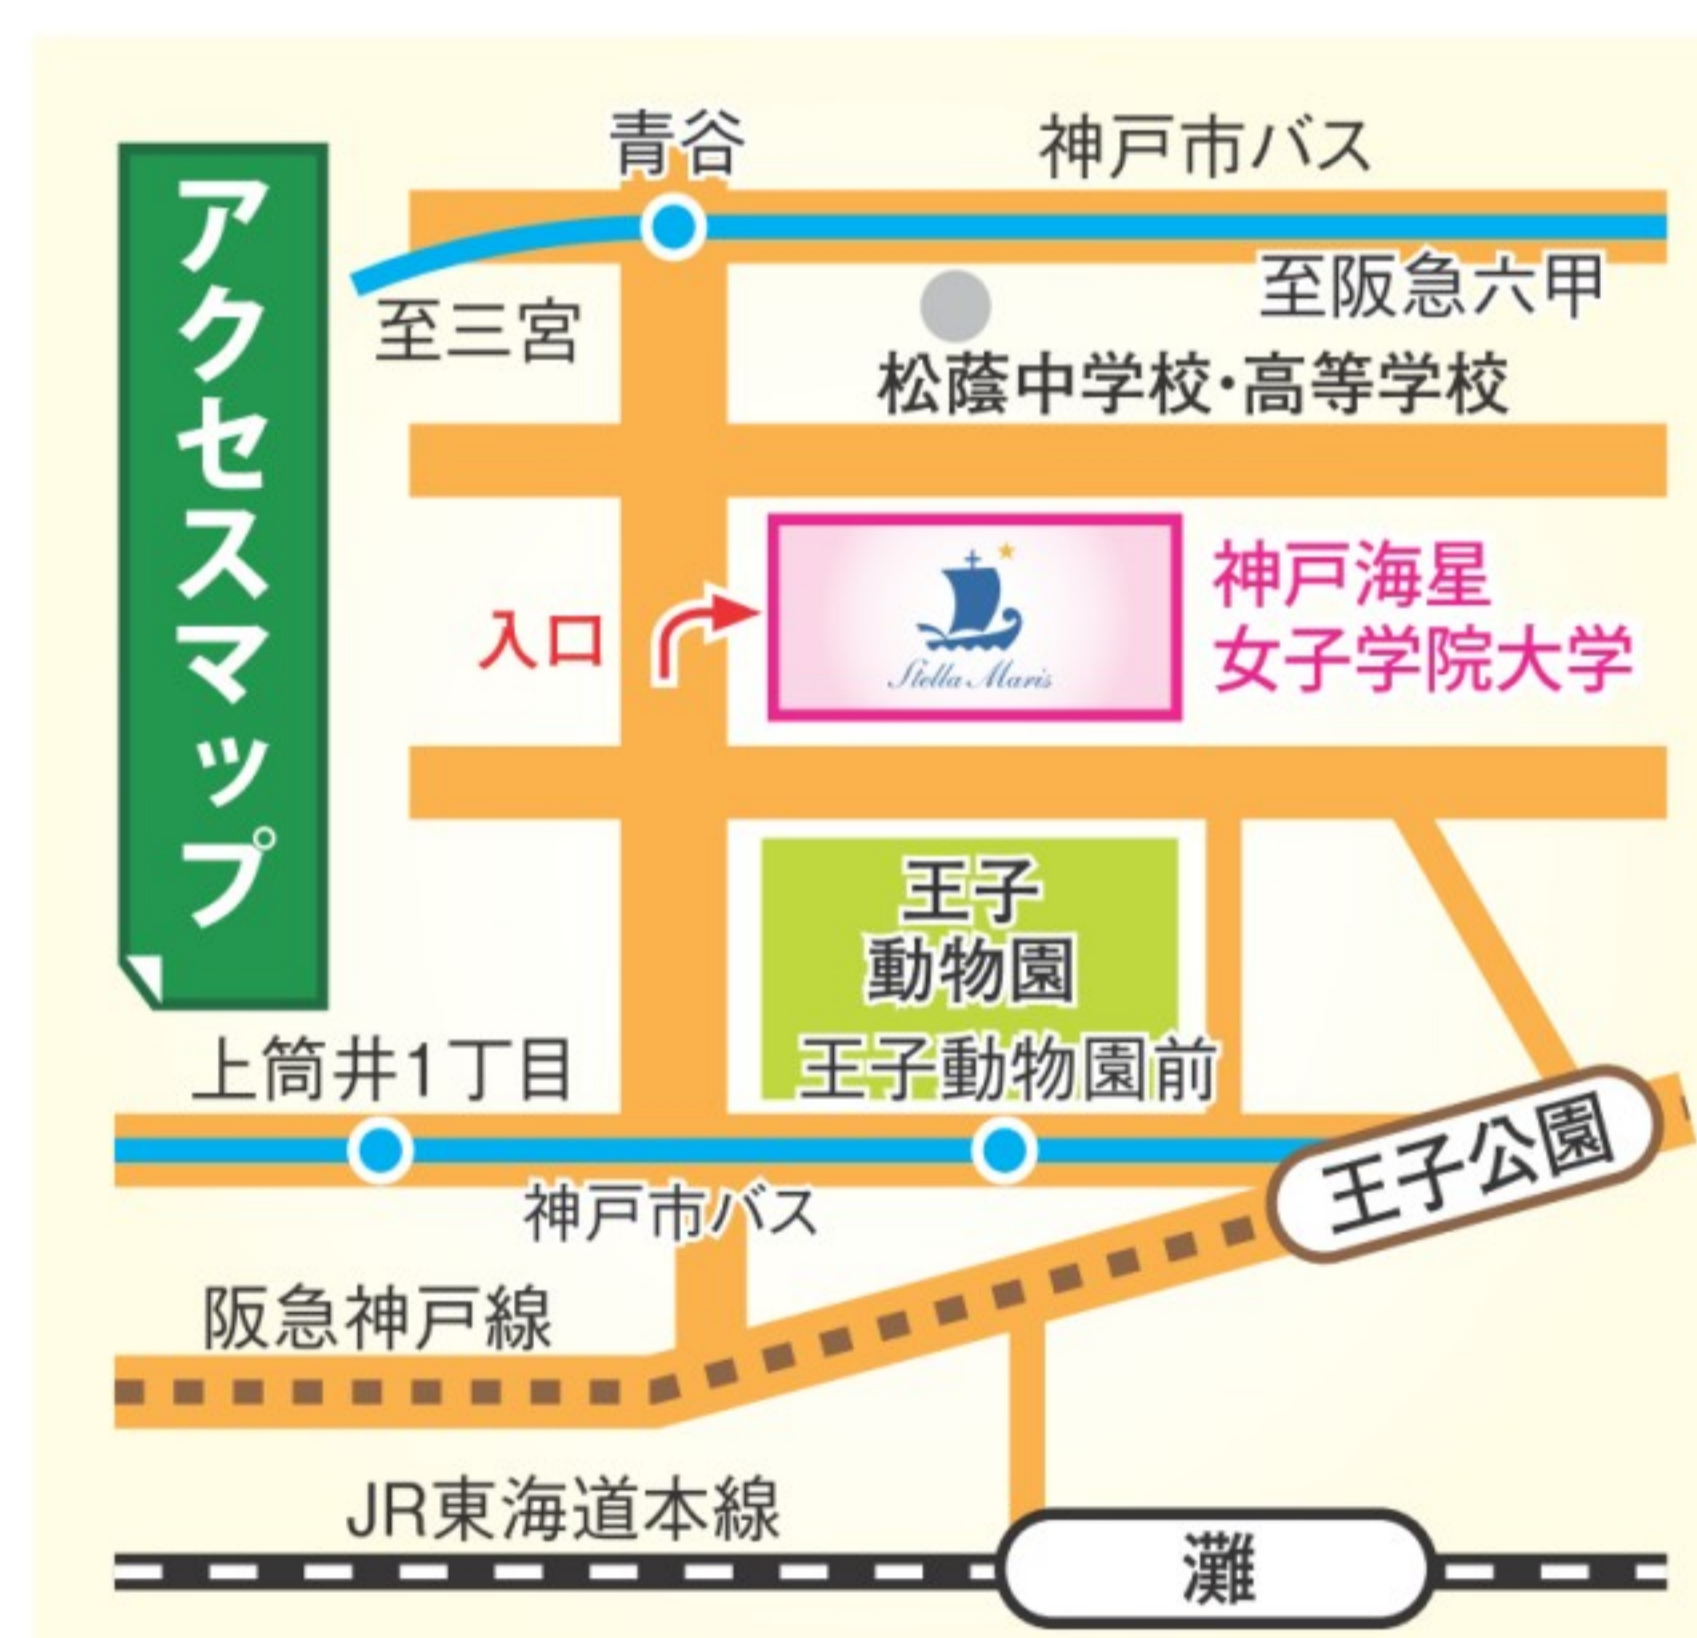 アクセスマップ
青谷
神戸市バス
至三宮
至阪急六甲
松蔭中学校・高等学校
入口
Stella Maris
神戸海星
女子学院大学
王子
動物園
上筒井1丁目
王子動物園前
王子公園
神戸市バス
阪急神戸線
JR東海道本線
灘